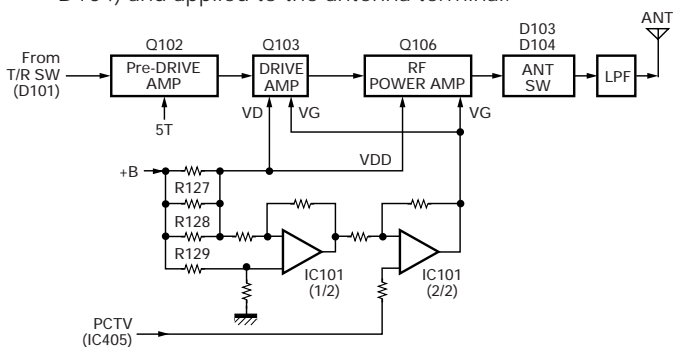 D104) and applied to the antenna terminal.
ANT
Q102
Q103
Q106
D103
D104
From
T/R SW
(D101)
Pre-DRIVE
AMP
DRIVE
AMP
RF
POWER AMP
ANT
SW
LPF
5T
VD
VG
VG
VDD
+B
R127
R128
R129
IC101
(1/2)
IC101
(2/2)
PCTV
(IC405)